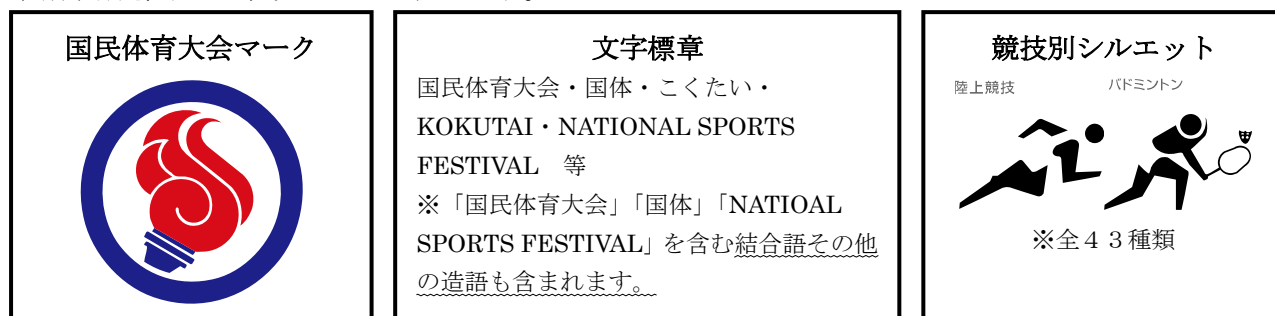 国民体育大会マーク
文字標章
国民体育大会・国体・こくたい・
KOKUTAI・NATIONAL SPORTS
FESTIVAL　等
※「国民体育大会」「国体」「NATIOAL
SPORTS FESTIVAL」を含む結合語その他
の造語も含まれます。
競技別シルエット
陸上競技
バドミントン
※全４３種類